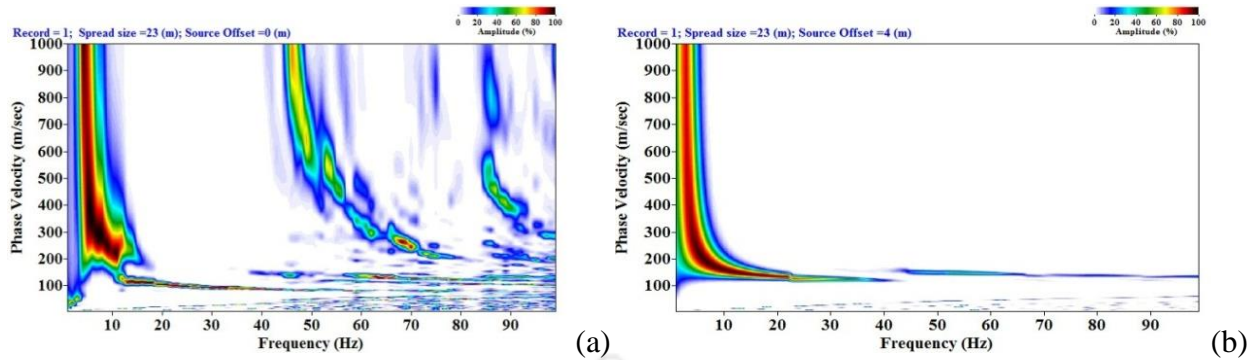 0 20 40 60 80 100
Amplitude (%)
Record = 1; Spread size =23 (m); Source Offset =0 (m)
1000
900
800
700
600
500
400
300
200
100
Phase Velocity (m/sec)
10 20 30 40 50 60 70 80 90
Frequency (Hz)
(a)
0 20 40 60 80 100
Amplitude (%)
Record = 1; Spread size =23 (m); Source Offset =4 (m)
1000
900
800
700
600
500
400
300
200
100
Phase Velocity (m/sec)
10 20 30 40 50 60 70 80 90
Frequency (Hz)
(b)